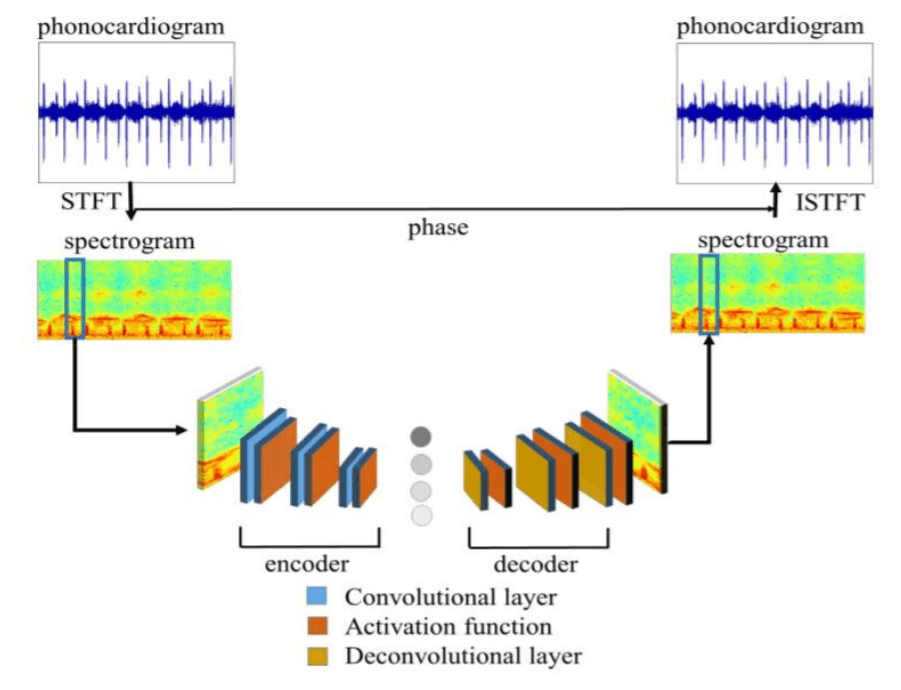 phonocardiogram
phonocardiogram
STFT
ISTFT
phase
spectrogram
spectrogram
encoder
decoder
Convolutional layer
Activation function
Deconvolutional layer